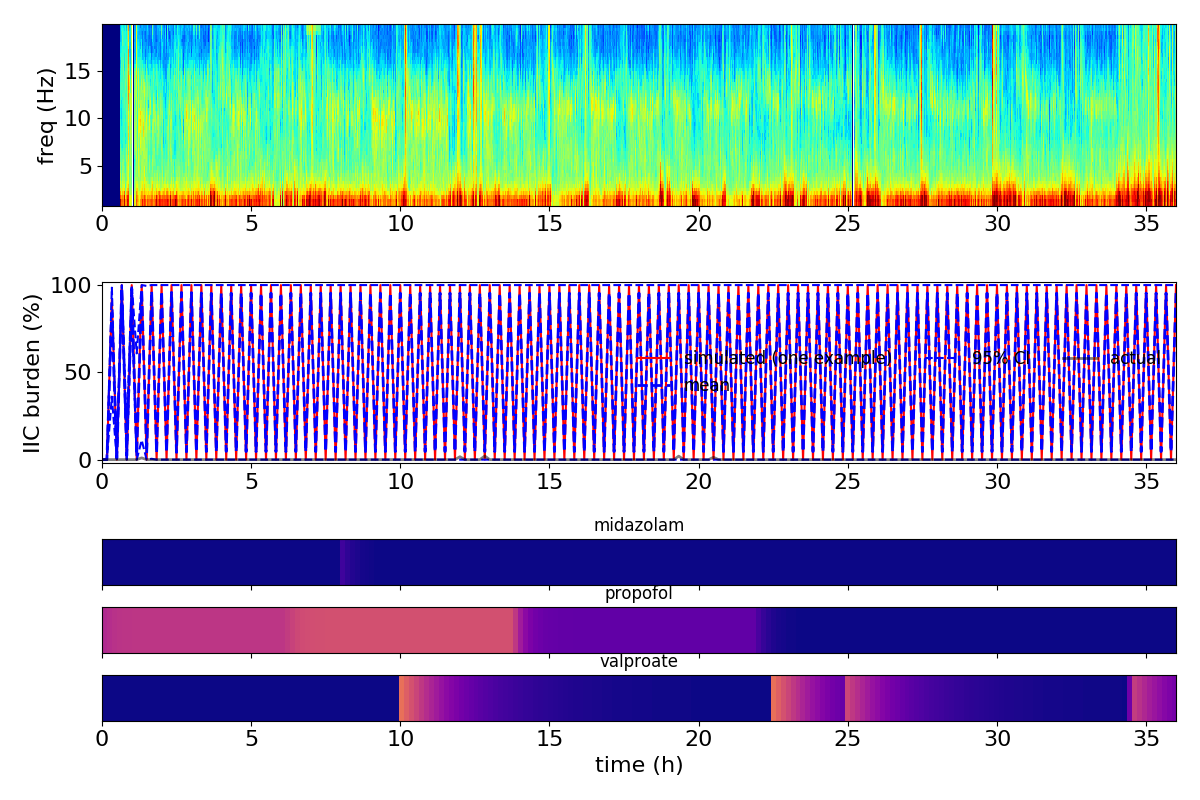 freq (Hz)
15
10
5
0 5 10 15 20 25 30 35
IIC burden (%)
100
50
0
simulated (one example) 95% CI actual
mean
0 5 10 15 20 25 30 35
midazolam
propofol
valproate
0 5 10 15 20 25 30 35
time (h)